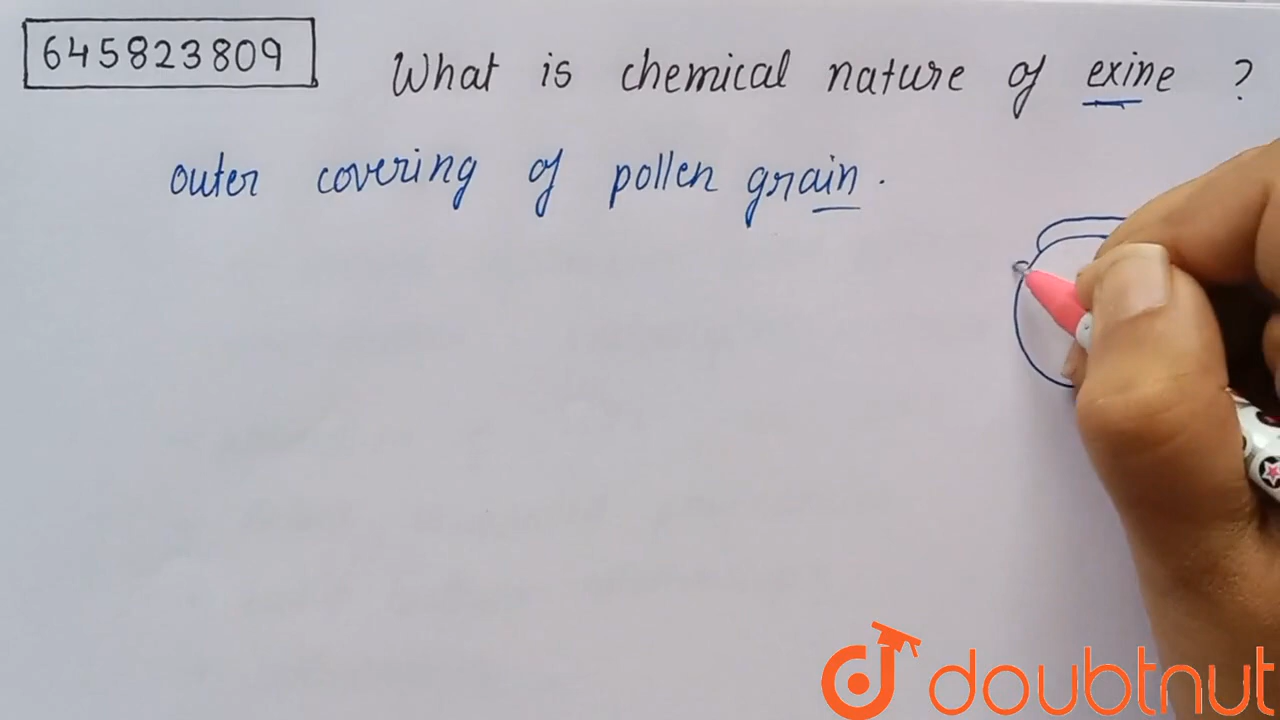 645823809 What is chemical nature of exine ?
outer covering of pollen grain .
doubtnut